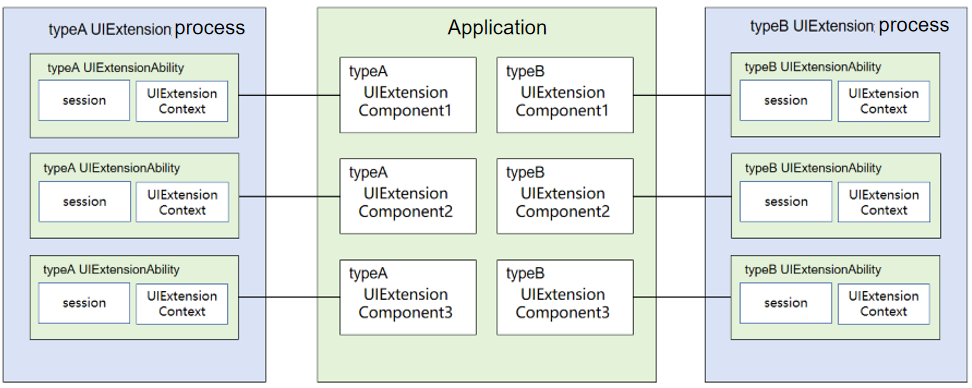 typeA UIExtension process
typeA UIExtensionAbility
session
UIExtension
Context
typeA UIExtensionAbility
session
UIExtension
Context
typeA UIExtensionAbility
session
UIExtension
Context
Application
typeA
UIExtension
Component1
typeB
UIExtension
Component1
typeA
UIExtension
Component2
typeB
UIExtension
Component2
typeA
UIExtension
Component3
typeB
UIExtension
Component3
typeB UIExtension process
typeB UIExtensionAbility
session
UIExtension
Context
typeB UIExtensionAbility
session
UIExtension
Context
typeB UIExtensionAbility
session
UIExtension
Context